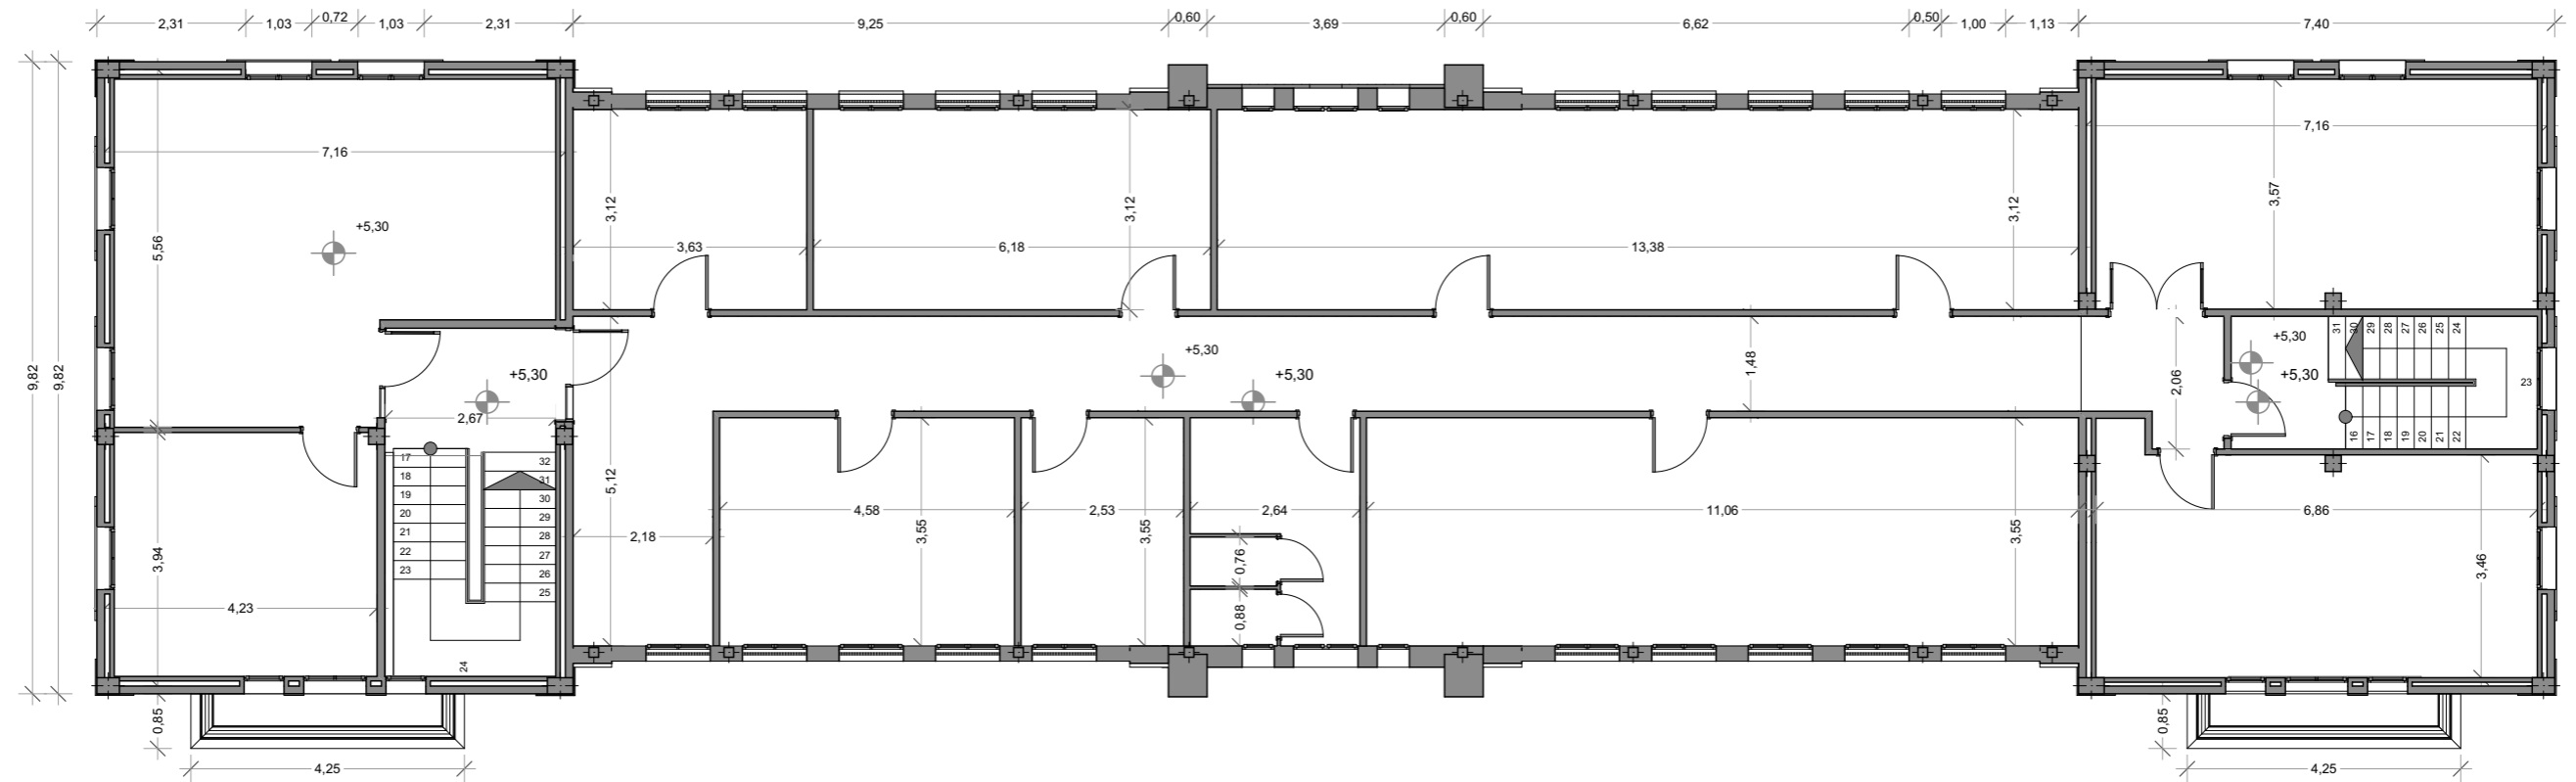 2,31 1,03 0,72 1,03 2,31 9,25 0,60 3,69 0,60 6,62 0,50 1,00 1,13 7,40
7,16 7,16
3,12 3,12 3,12 3,57
5,56 +5,30 3,63 6,18 13,38
9,82 9,82 +5,30 +5,30 +5,30 1,48 2,06 +5,30 +5,30
31 30 29 28 27 26 25 24
23
16 17 18 19 20 21 22
2,67
17 32
18 31
19 30
20 29
21 28
22 27
23 26
25
24
5,12 4,58 2,53 2,64 11,06 6,86
2,18 3,55 3,55 3,55 3,46
3,94 0,76
4,23 0,88
0,85 0,85
4,25 4,25